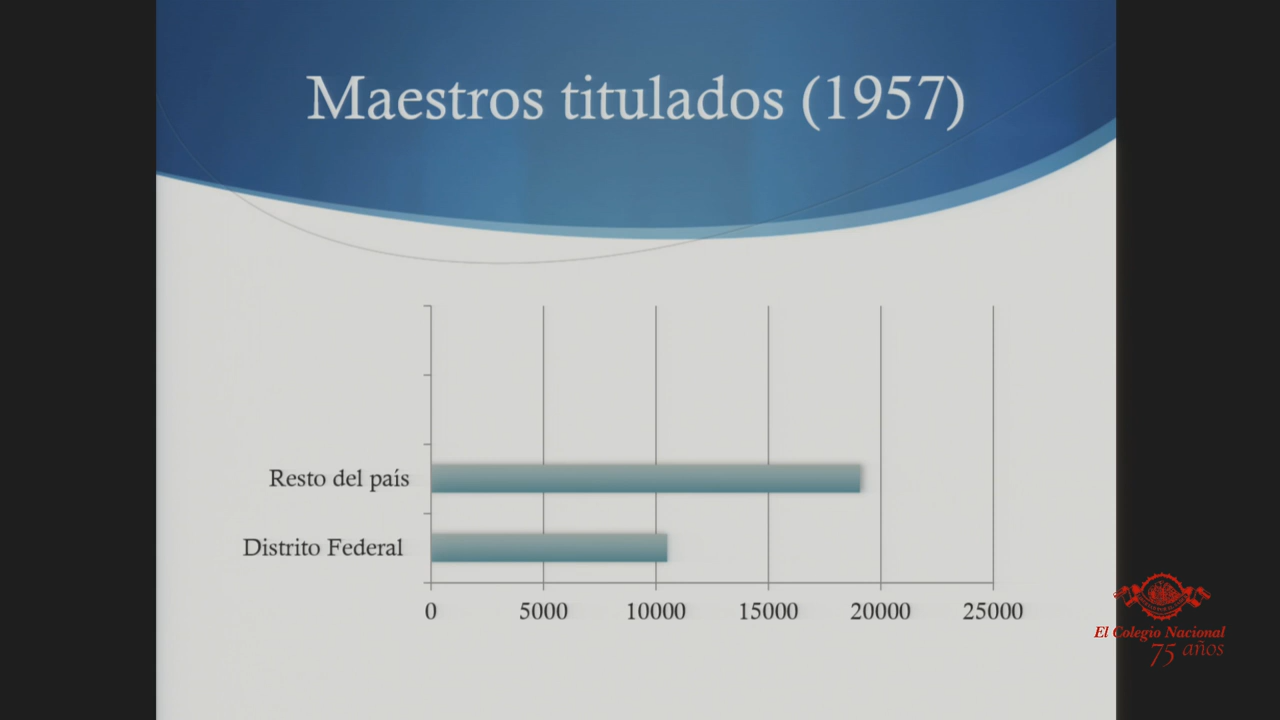 Maestros titulados (1957)
Resto del país
Distrito Federal
0 5000 10000 15000 20000 25000
El Colegio Nacional
75 años